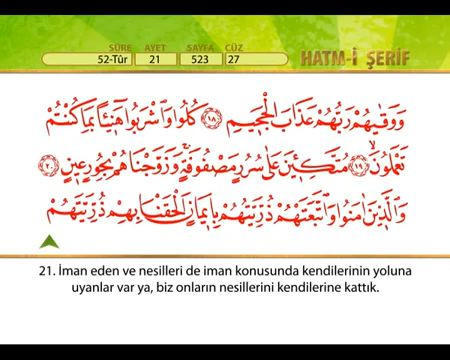 SÛRE AYET SAYFA CÜZ
52-Tûr 21 523 27 HATM-İ ŞERİF
وَوَقٰيهُمْ رَبُّهُمْ عَذَابَ الْجَحِيمِ ﴿١٨﴾ كُلُوا وَاشْرَبُوا هَنِيئًا بِمَا كُنْتُمْ
تَعْمَلُونَ ﴿١٩﴾ مُتَّكِئِينَ عَلٰى سُرُرٍ مَصْفُوفَةٍ وَزَوَّجْنَاهُمْ بِحُورٍ عِينٍ ﴿٢٠﴾
وَالَّذِينَ اٰمَنُوا وَاتَّبَعَتْهُمْ ذُرِّيَّتُهُمْ بِاِيمَانٍ اَلْحَقْنَا بِهِمْ ذُرِّيَّتَهُمْ
21. İman eden ve nesilleri de iman konusunda kendilerinin yoluna
uyanlar var ya, biz onların nesillerini kendilerine kattık.